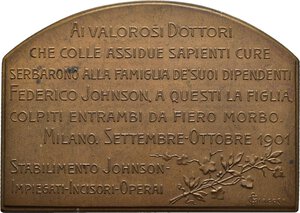 AI VALOROSI DOTTORI
CHE COLLE ASSIDUE SAPIENTI CURE
SERBARONO ALLA FAMIGLIA DE'SUOI DIPENDENTI
FEDERICO JOHNSON, A QUESTI LA FIGLIA,
COLPITI ENTRAMBI DA FIERO MORBO.
MILANO, SETTEMBRE-OTTOBRE 1901
STABILIMENTO JOHNSON-
IMPIEGATI-INCISORI-OPERAI